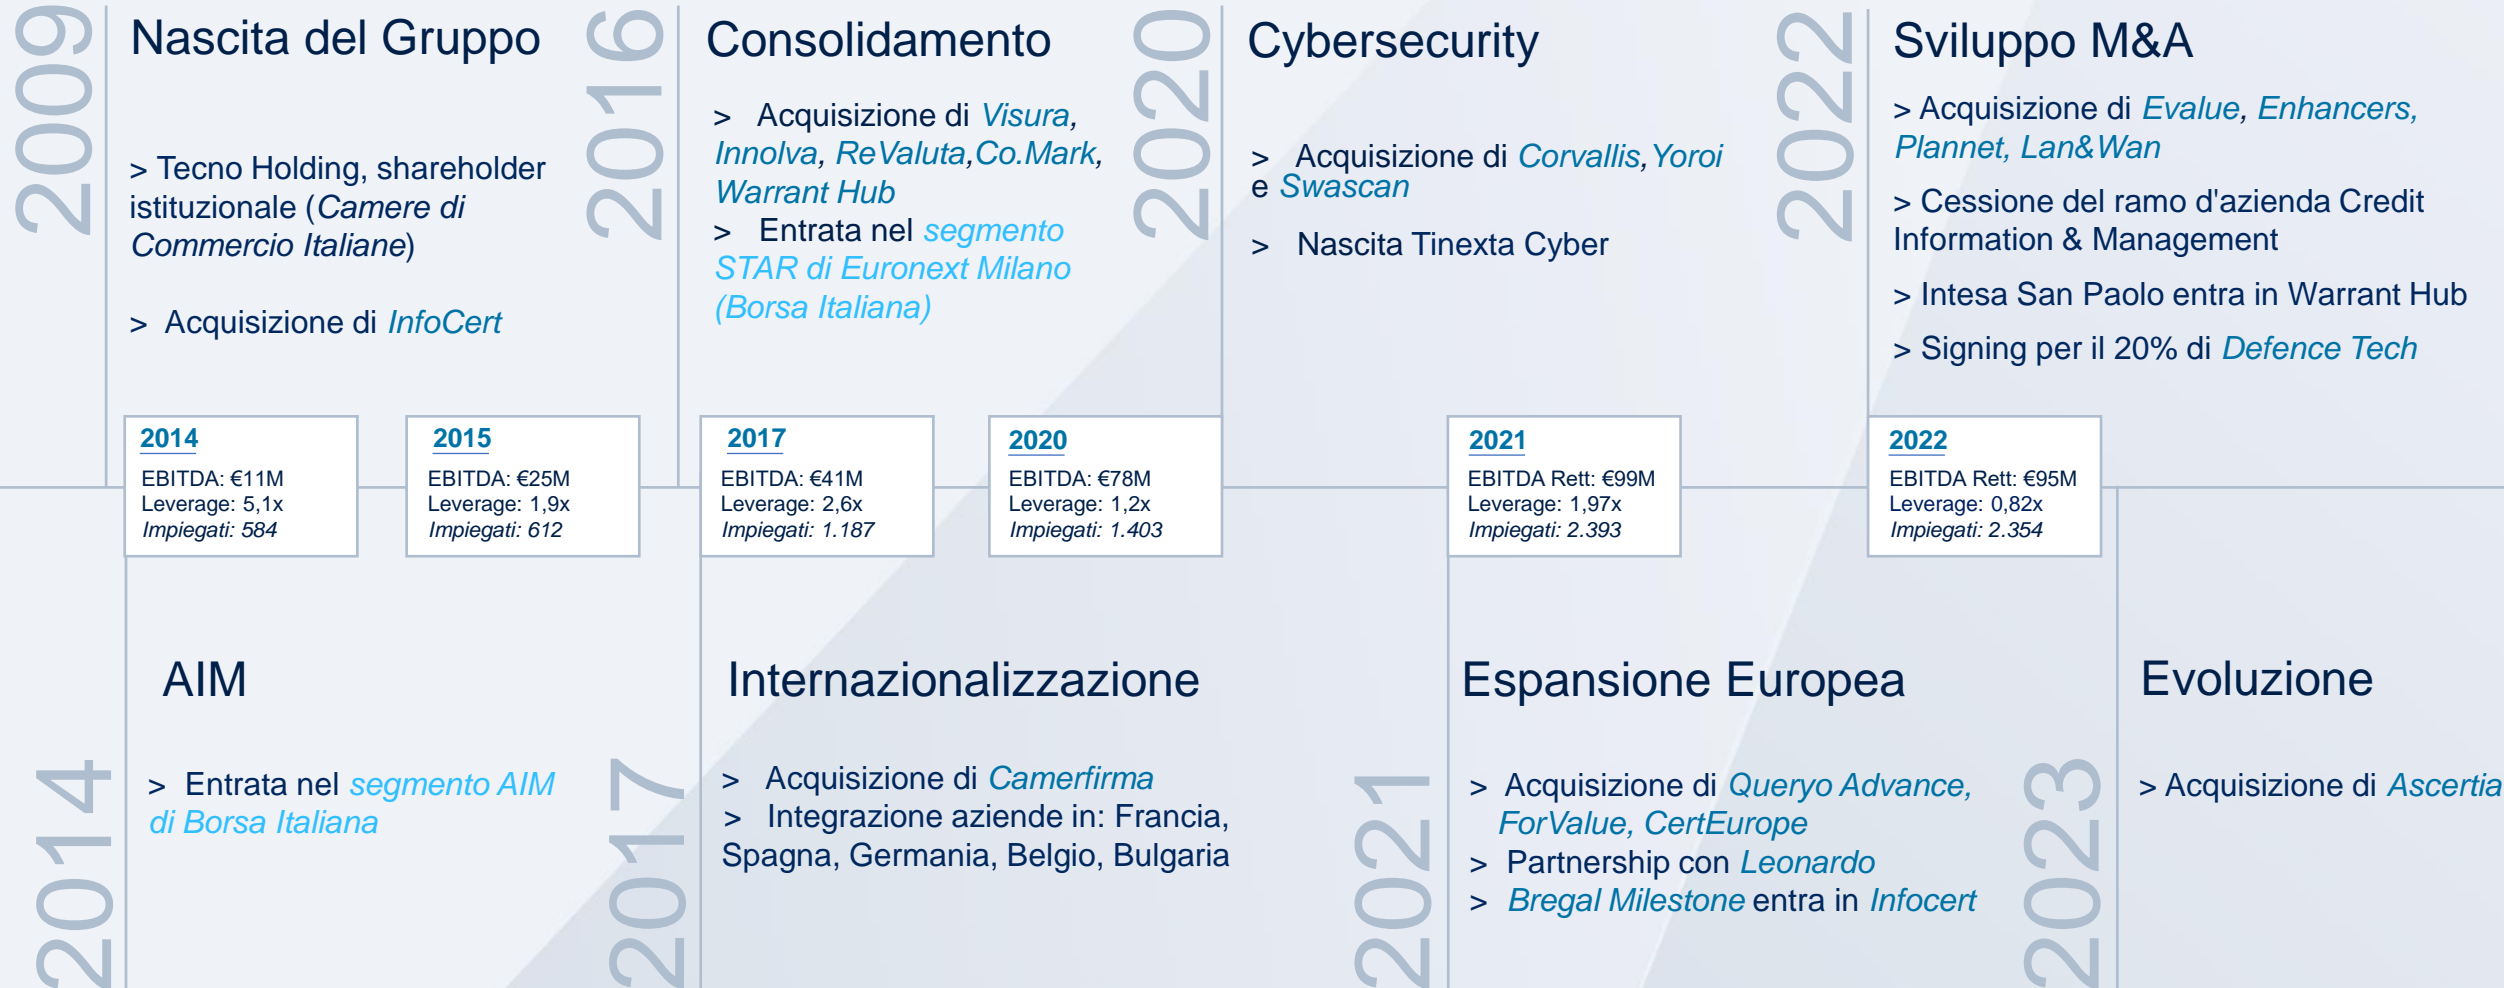 2009
Nascita del Gruppo
> Tecno Holding, shareholder
istituzionale (Camere di
Commercio Italiane)
> Acquisizione di InfoCert
2016
Consolidamento
> Acquisizione di Visura,
Innolva, ReValuta,Co.Mark,
Warrant Hub
> Entrata nel segmento
STAR di Euronext Milano
(Borsa Italiana)
2020
Cybersecurity
> Acquisizione di Corvallis,Yoroi
e Swascan
> Nascita Tinexta Cyber
2022
Sviluppo M&A
> Acquisizione di Evalue, Enhancers,
Plannet, Lan&Wan
> Cessione del ramo d'azienda Credit
Information & Management
> Intesa San Paolo entra in Warrant Hub
> Signing per il 20% di Defence Tech
2014
EBITDA: €11M
Leverage: 5,1x
Impiegati: 584
2015
EBITDA: €25M
Leverage: 1,9x
Impiegati: 612
2017
EBITDA: €41M
Leverage: 2,6x
Impiegati: 1.187
2020
EBITDA: €78M
Leverage: 1,2x
Impiegati: 1.403
2021
EBITDA Rett: €99M
Leverage: 1,97x
Impiegati: 2.393
2022
EBITDA Rett: €95M
Leverage: 0,82x
Impiegati: 2.354
2014
AIM
> Entrata nel segmento AIM
di Borsa Italiana
2017
Internazionalizzazione
> Acquisizione di Camerfirma
> Integrazione aziende in: Francia,
Spagna, Germania, Belgio, Bulgaria
2021
Espansione Europea
> Acquisizione di Queryo Advance,
ForValue, CertEurope
> Partnership con Leonardo
> Bregal Milestone entra in Infocert
2023
Evoluzione
> Acquisizione di Ascertia